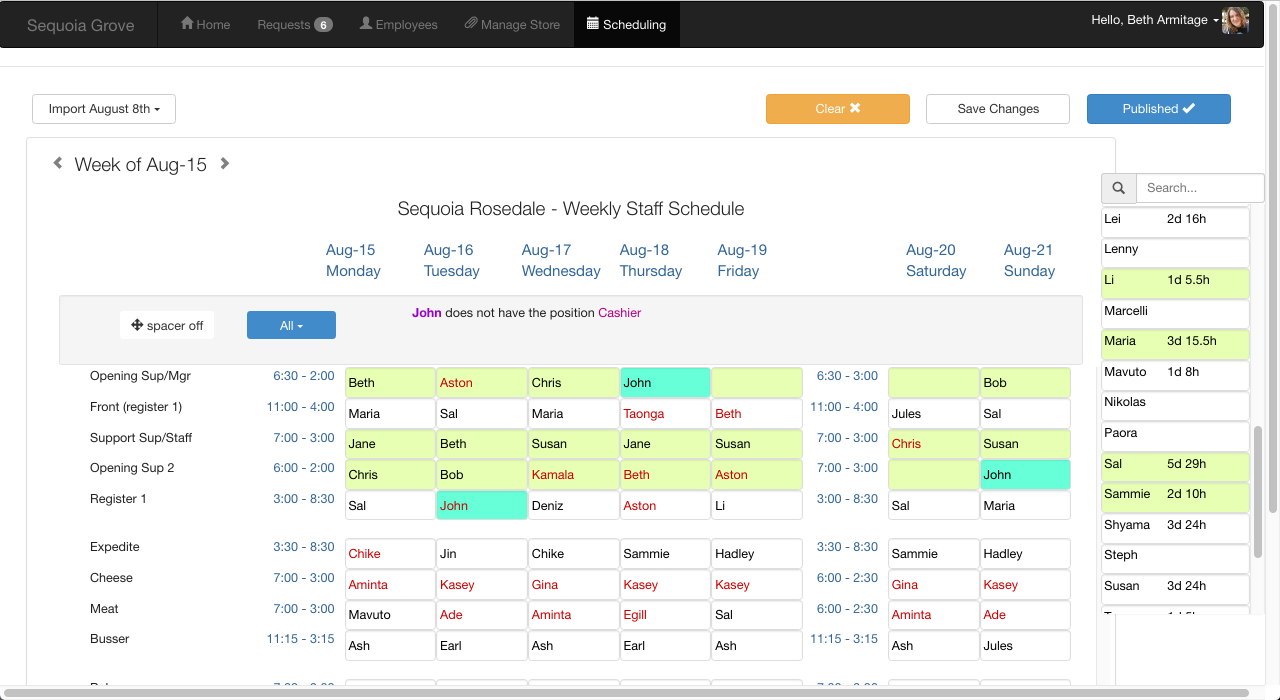 Sequoia Grove Home Requests 6 Employees Manage Store Scheduling Hello, Beth Armitage
Import August 8th Clear Save Changes Published
Week of Aug-15
Search...
Sequoia Rosedale - Weekly Staff Schedule
Aug-15 Aug-16 Aug-17 Aug-18 Aug-19 Aug-20 Aug-21
Monday Tuesday Wednesday Thursday Friday Saturday Sunday
John does not have the position Cashier
spacer off All
Opening Sup/Mgr 6:30 - 2:00 Beth Aston Chris John 6:30 - 3:00 Bob
Front (register 1) 11:00 - 4:00 Maria Sal Maria Taonga Beth 11:00 - 4:00 Jules Sal
Support Sup/Staff 7:00 - 3:00 Jane Beth Susan Jane Susan 7:00 - 3:00 Chris Susan
Opening Sup 2 6:00 - 2:00 Chris Bob Kamala Beth Aston 7:00 - 3:00 John
Register 1 3:00 - 8:30 Sal John Deniz Aston Li 3:00 - 8:30 Sal Maria
Expedite 3:30 - 8:30 Chike Jin Chike Sammie Hadley 3:30 - 8:30 Sammie Hadley
Cheese 7:00 - 3:00 Aminta Kasey Gina Kasey Kasey 6:00 - 2:30 Gina Kasey
Meat 7:00 - 3:00 Mavuto Ade Aminta Egill Sal 6:00 - 2:30 Aminta Ade
Busser 11:15 - 3:15 Ash Earl Ash Earl Ash 11:15 - 3:15 Ash Jules
Lei 2d 16h
Lenny
Li 1d 5.5h
Marcelli
Maria 3d 15.5h
Mavuto 1d 8h
Nikolas
Paora
Sal 5d 29h
Sammie 2d 10h
Shyama 3d 24h
Steph
Susan 3d 24h